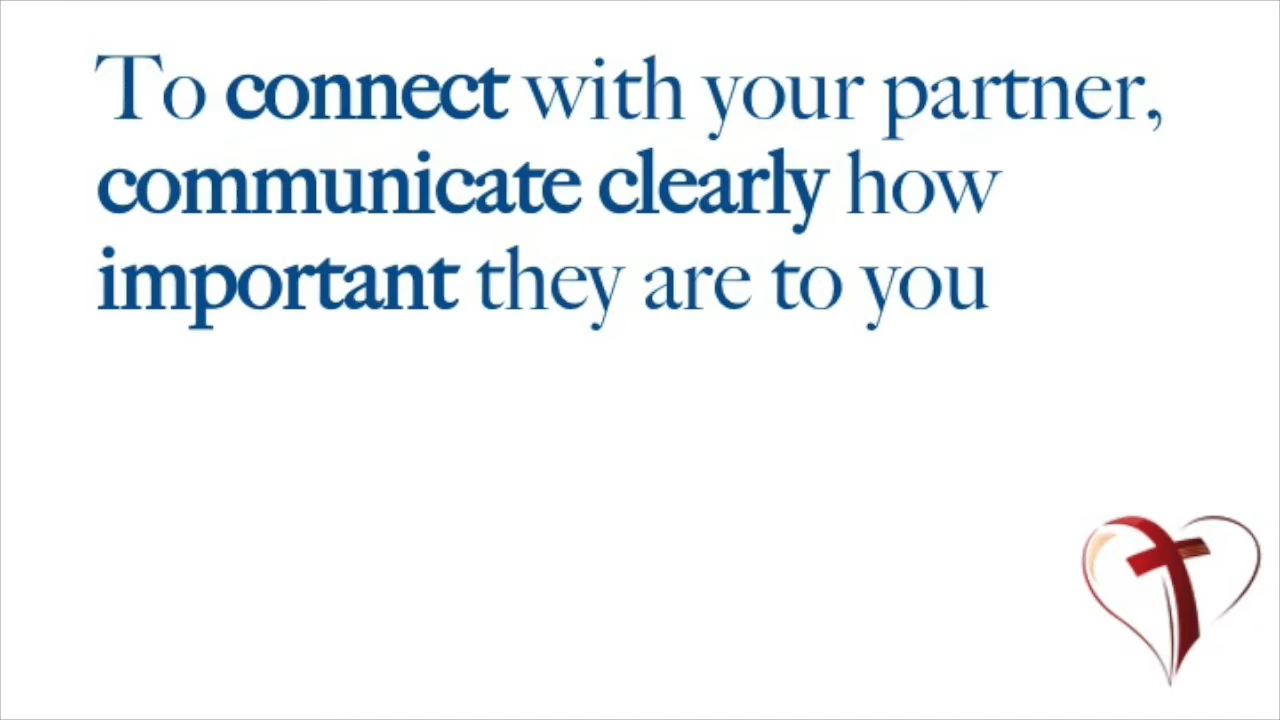 To connect with your partner,
communicate clearly how
important they are to you